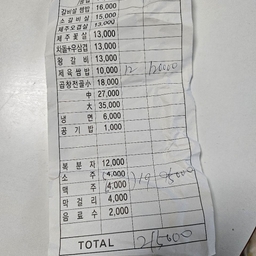 갈비살 쌈밥 16,000
소 갈 비 살 15,000
제주오겹살 13,000
제 주 꽃 심 13,000
차돌+우삼겹 13,000
왕 갈 비 13,000
제 육 쌈 밥 10,000 12 120000
곱창전골小 18,000
中 27,000
大 35,000
냉 면 6,000
공 기 밥 1,000
복 분 자 12,000
소 주 4,000
맥 주 4,000
막 걸 리 4,000
음 료 수 2,000
TOTAL